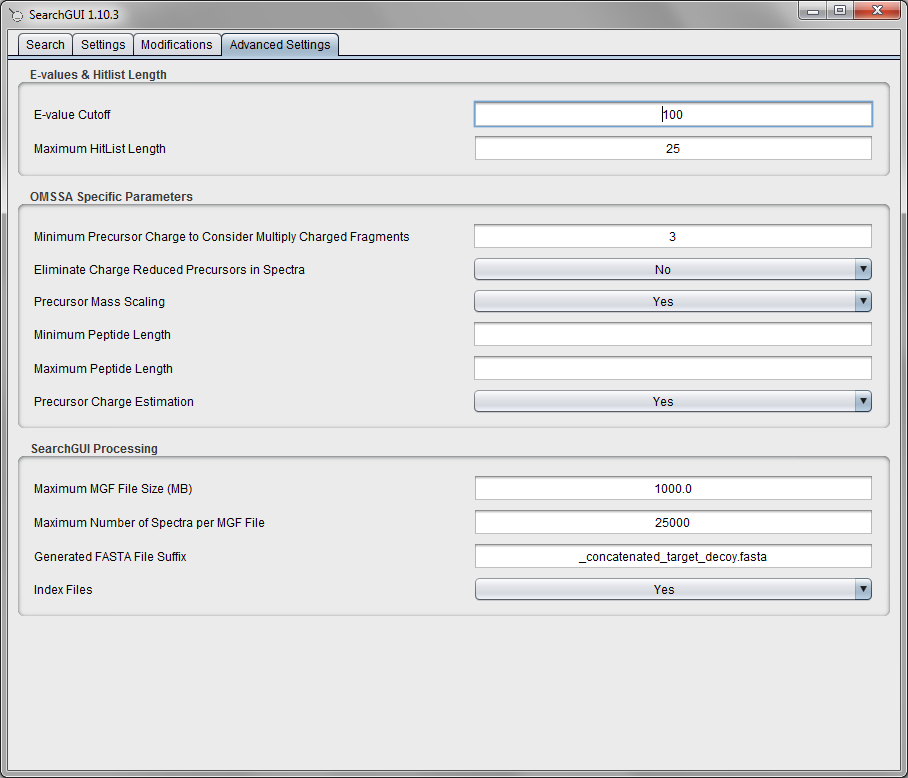 SearchGUI 1.10.3
Search Settings Modifications Advanced Settings
E-values & Hitlist Length
E-value Cutoff 100
Maximum HitList Length 25
OMSSA Specific Parameters
Minimum Precursor Charge to Consider Multiply Charged Fragments 3
Eliminate Charge Reduced Precursors in Spectra No
Precursor Mass Scaling Yes
Minimum Peptide Length
Maximum Peptide Length
Precursor Charge Estimation Yes
SearchGUI Processing
Maximum MGF File Size (MB) 1000.0
Maximum Number of Spectra per MGF File 25000
Generated FASTA File Suffix _concatenated_target_decoy.fasta
Index Files Yes